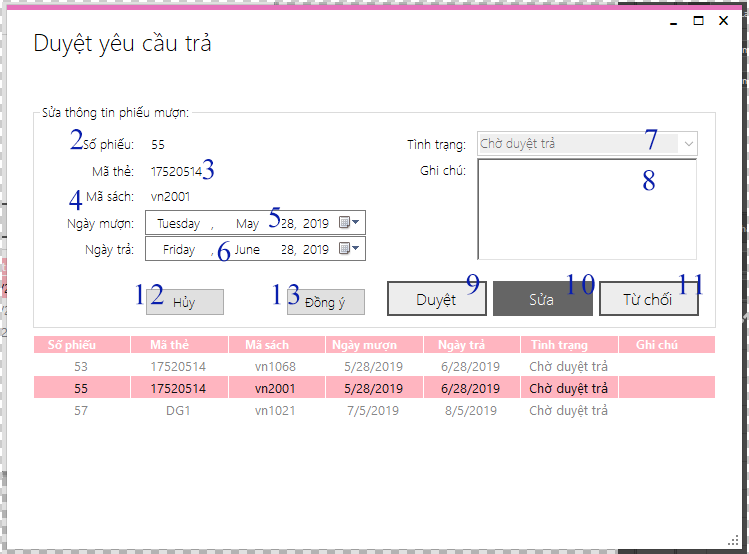 Duyệt yêu cầu trả
Sửa thông tin phiếu mượn:
2 Số phiếu: 55
Tình trạng: Chờ duyệt trả 7
Mã thẻ: 17520514 3
Ghi chú: 8
4 Mã sách: vn2001
Ngày mượn: Tuesday , May 5 28, 2019
Ngày trả: Friday , 6 June 28, 2019
12 Hủy 13 Đồng ý Duyệt 9 Sửa 10 Từ chối 11
Số phiếu Mã thẻ Mã sách Ngày mượn Ngày trả Tình trạng Ghi chú
53 17520514 vn1068 5/28/2019 6/28/2019 Chờ duyệt trả
55 17520514 vn2001 5/28/2019 6/28/2019 Chờ duyệt trả
57 DG1 vn1021 7/5/2019 8/5/2019 Chờ duyệt trả